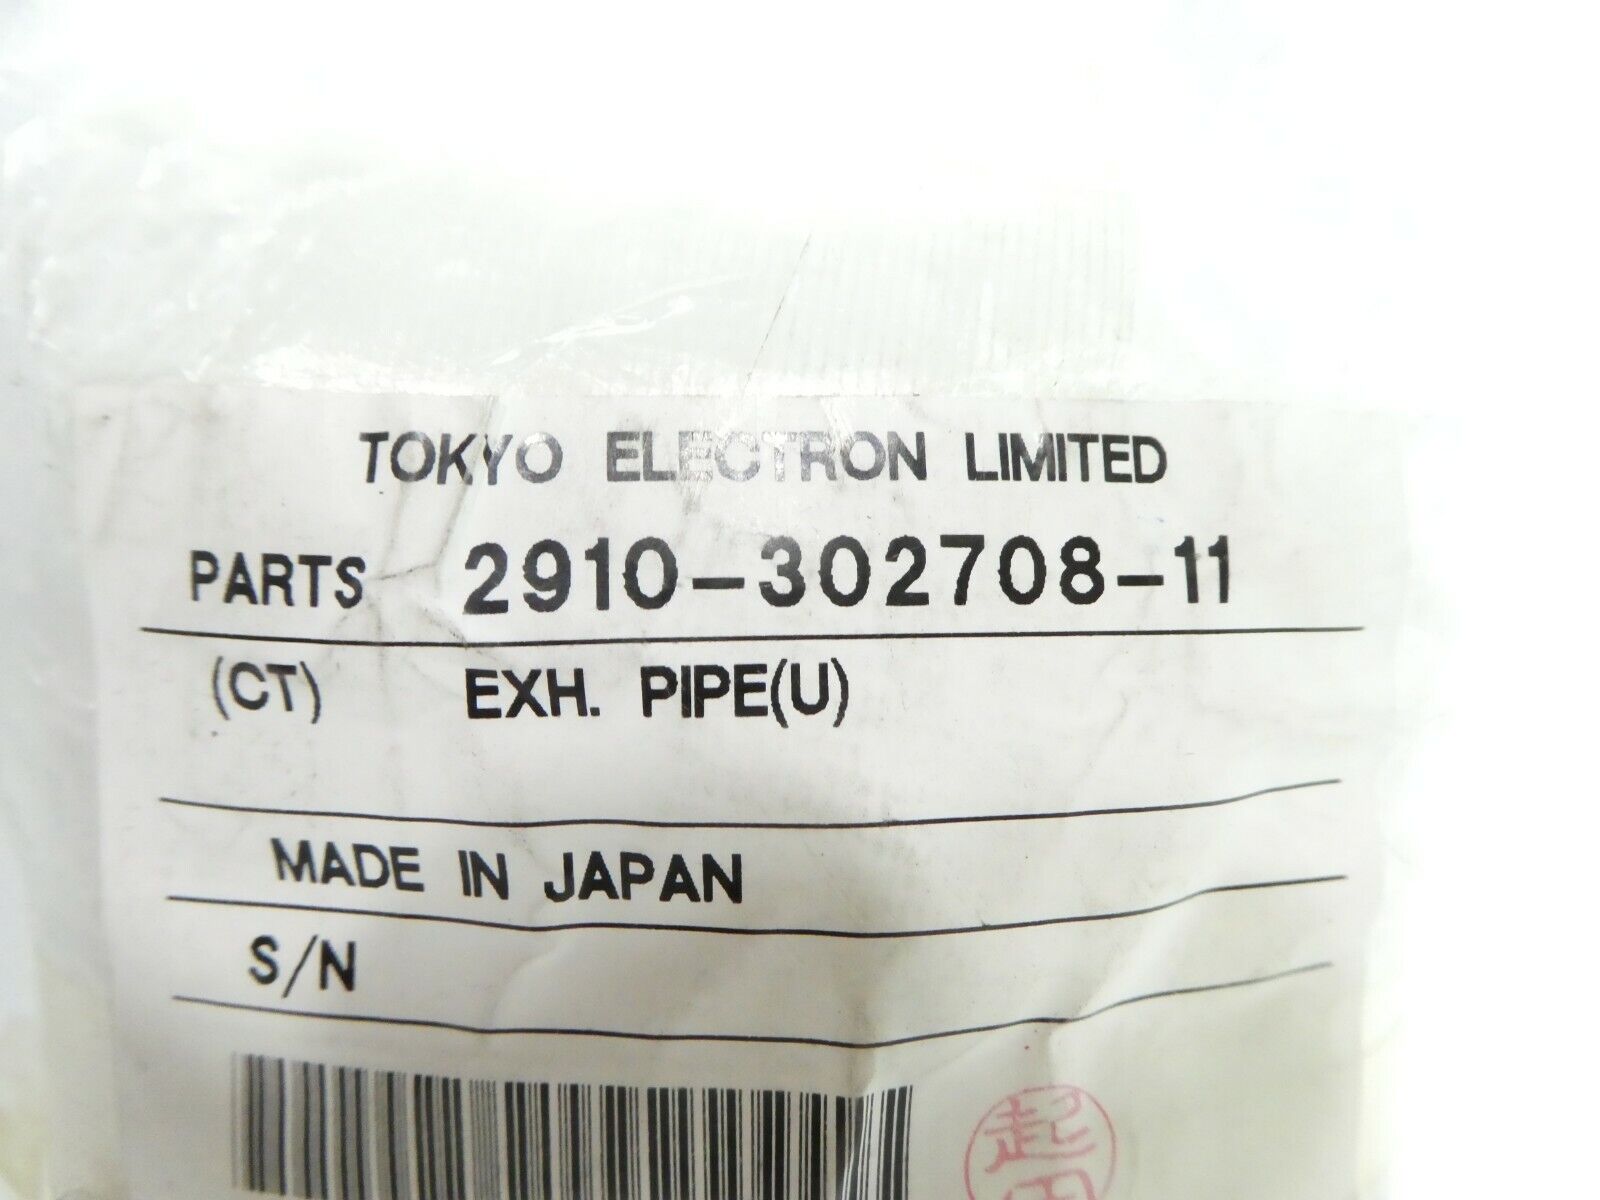 TOKYO ELECTRON LIMITED
PARTS 2910-302708-11
(CT) EXH. PIPE(U)
MADE IN JAPAN
S/N